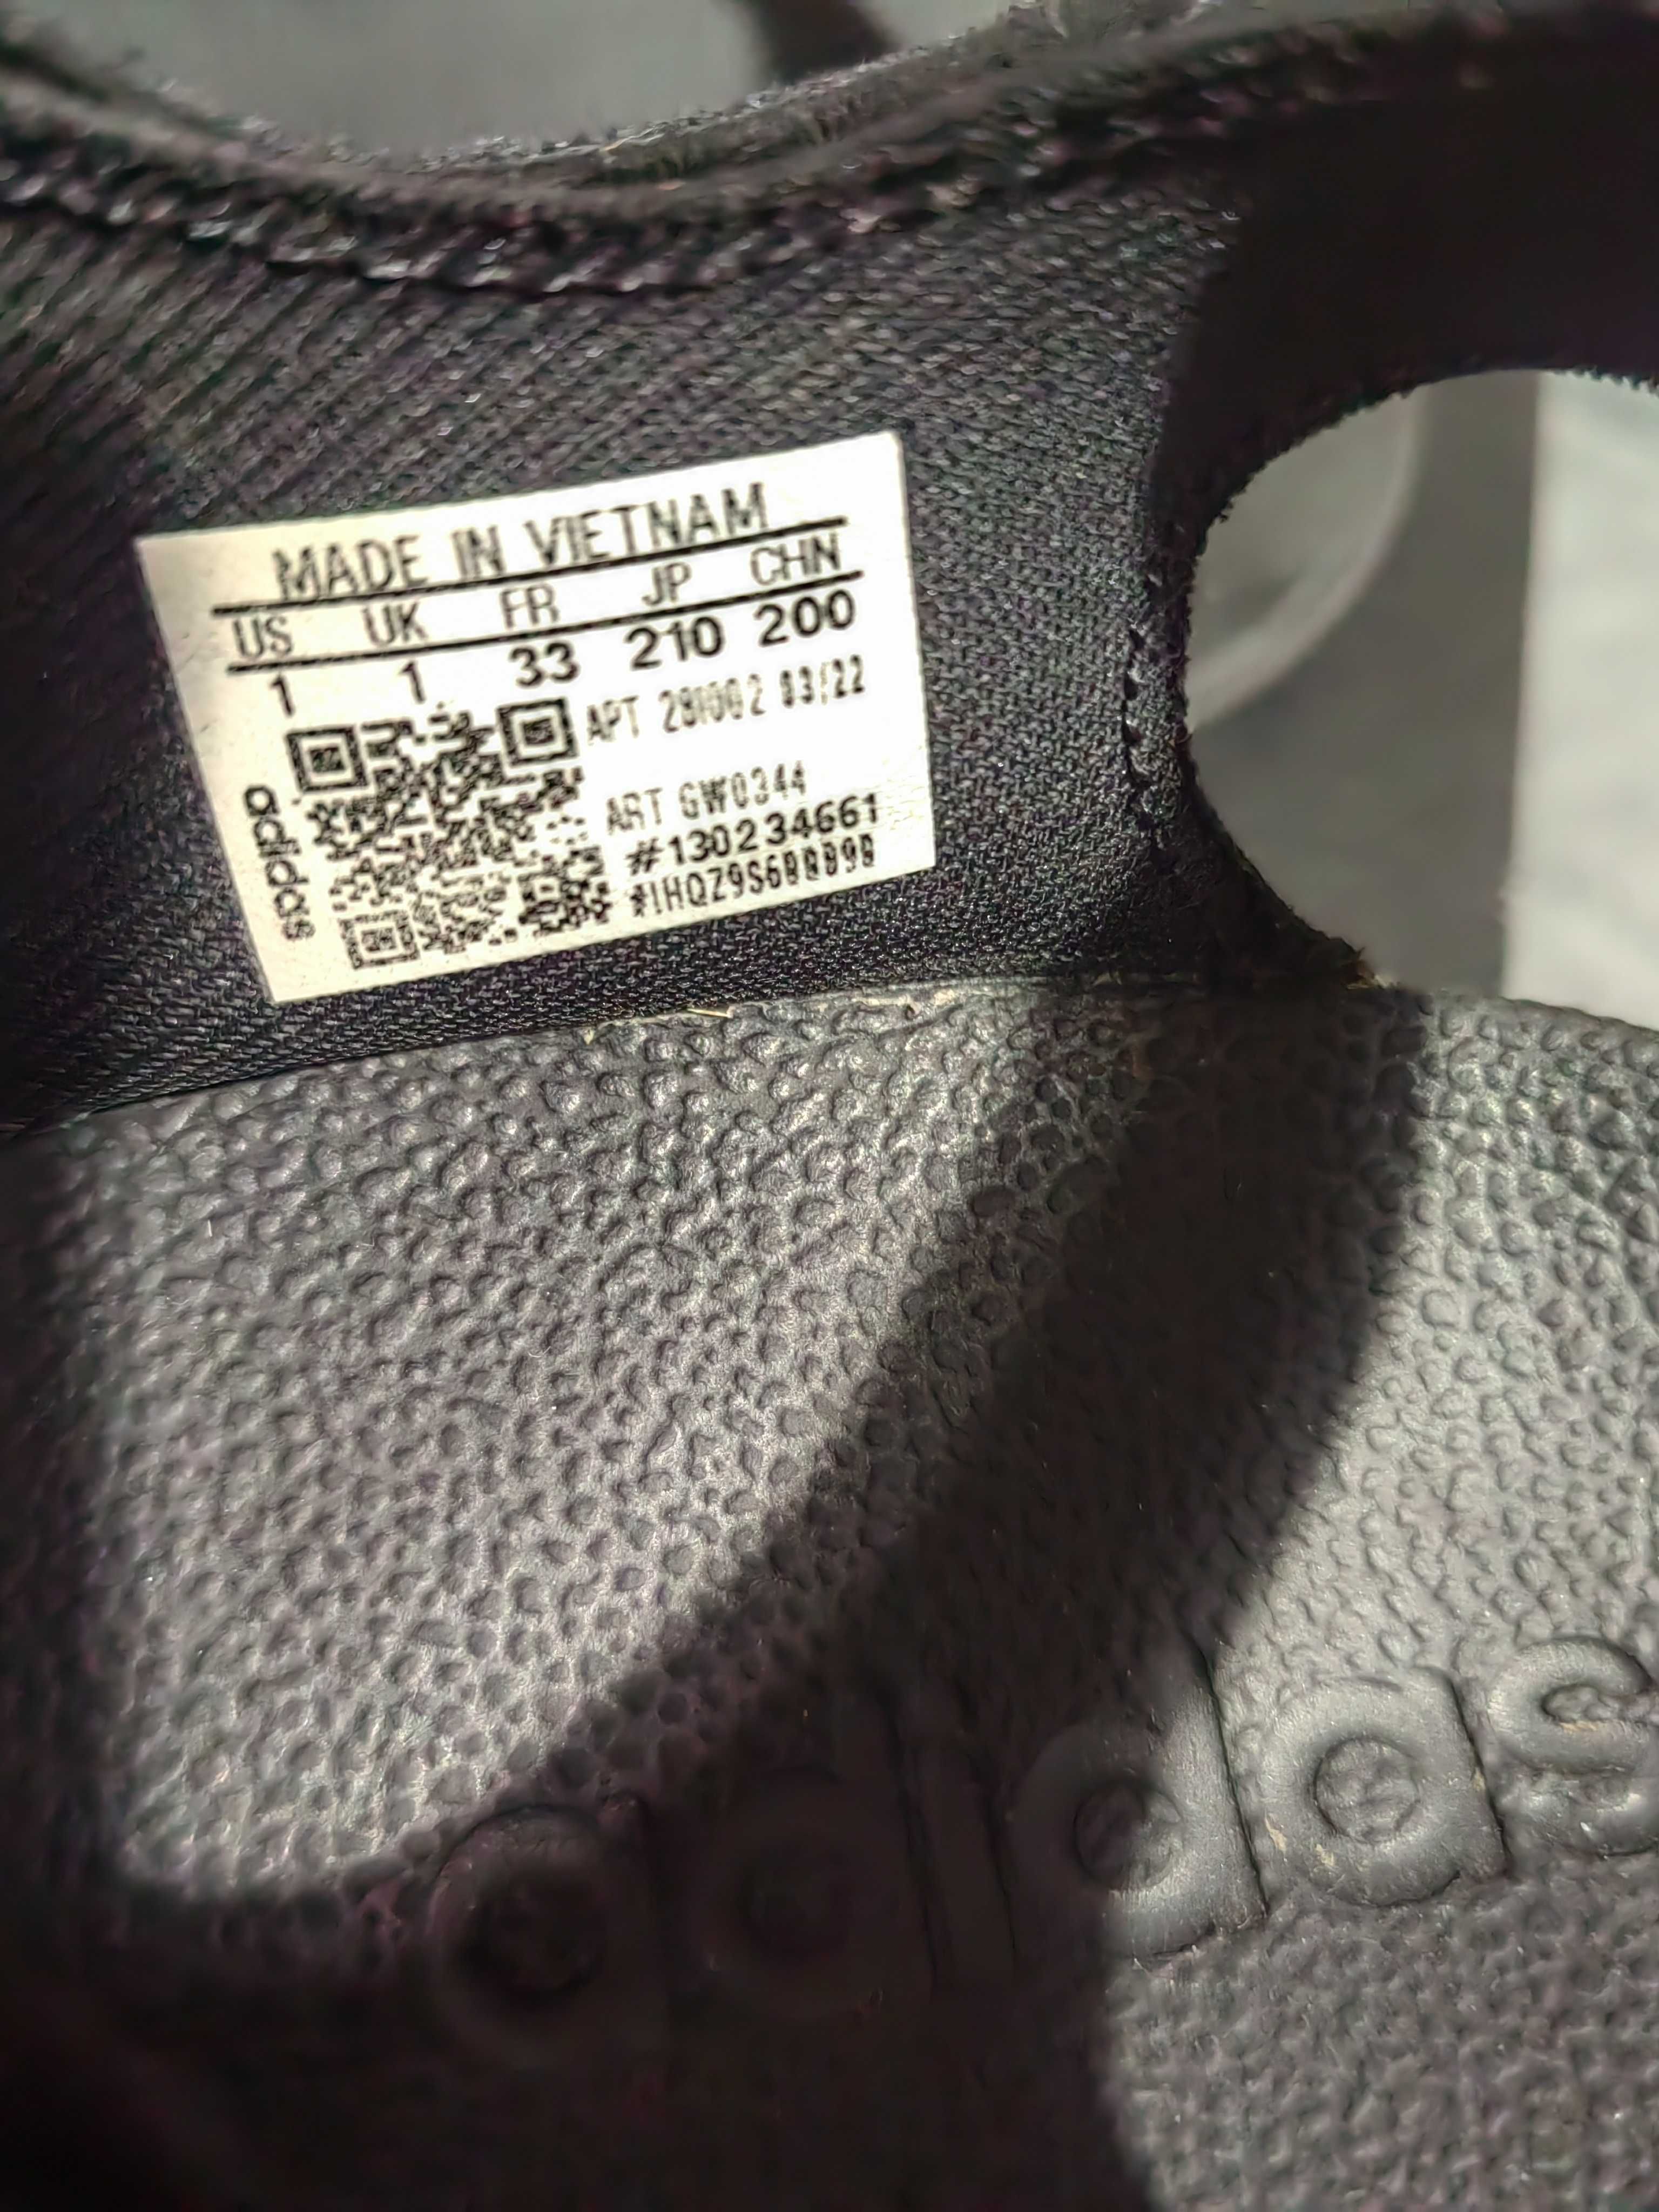 MADE IN VIETNAM
US UK FR JP CHN
1 1 33 210 200
APT 281002 03/22
ART GW0344
#130234661
adidas
adidas